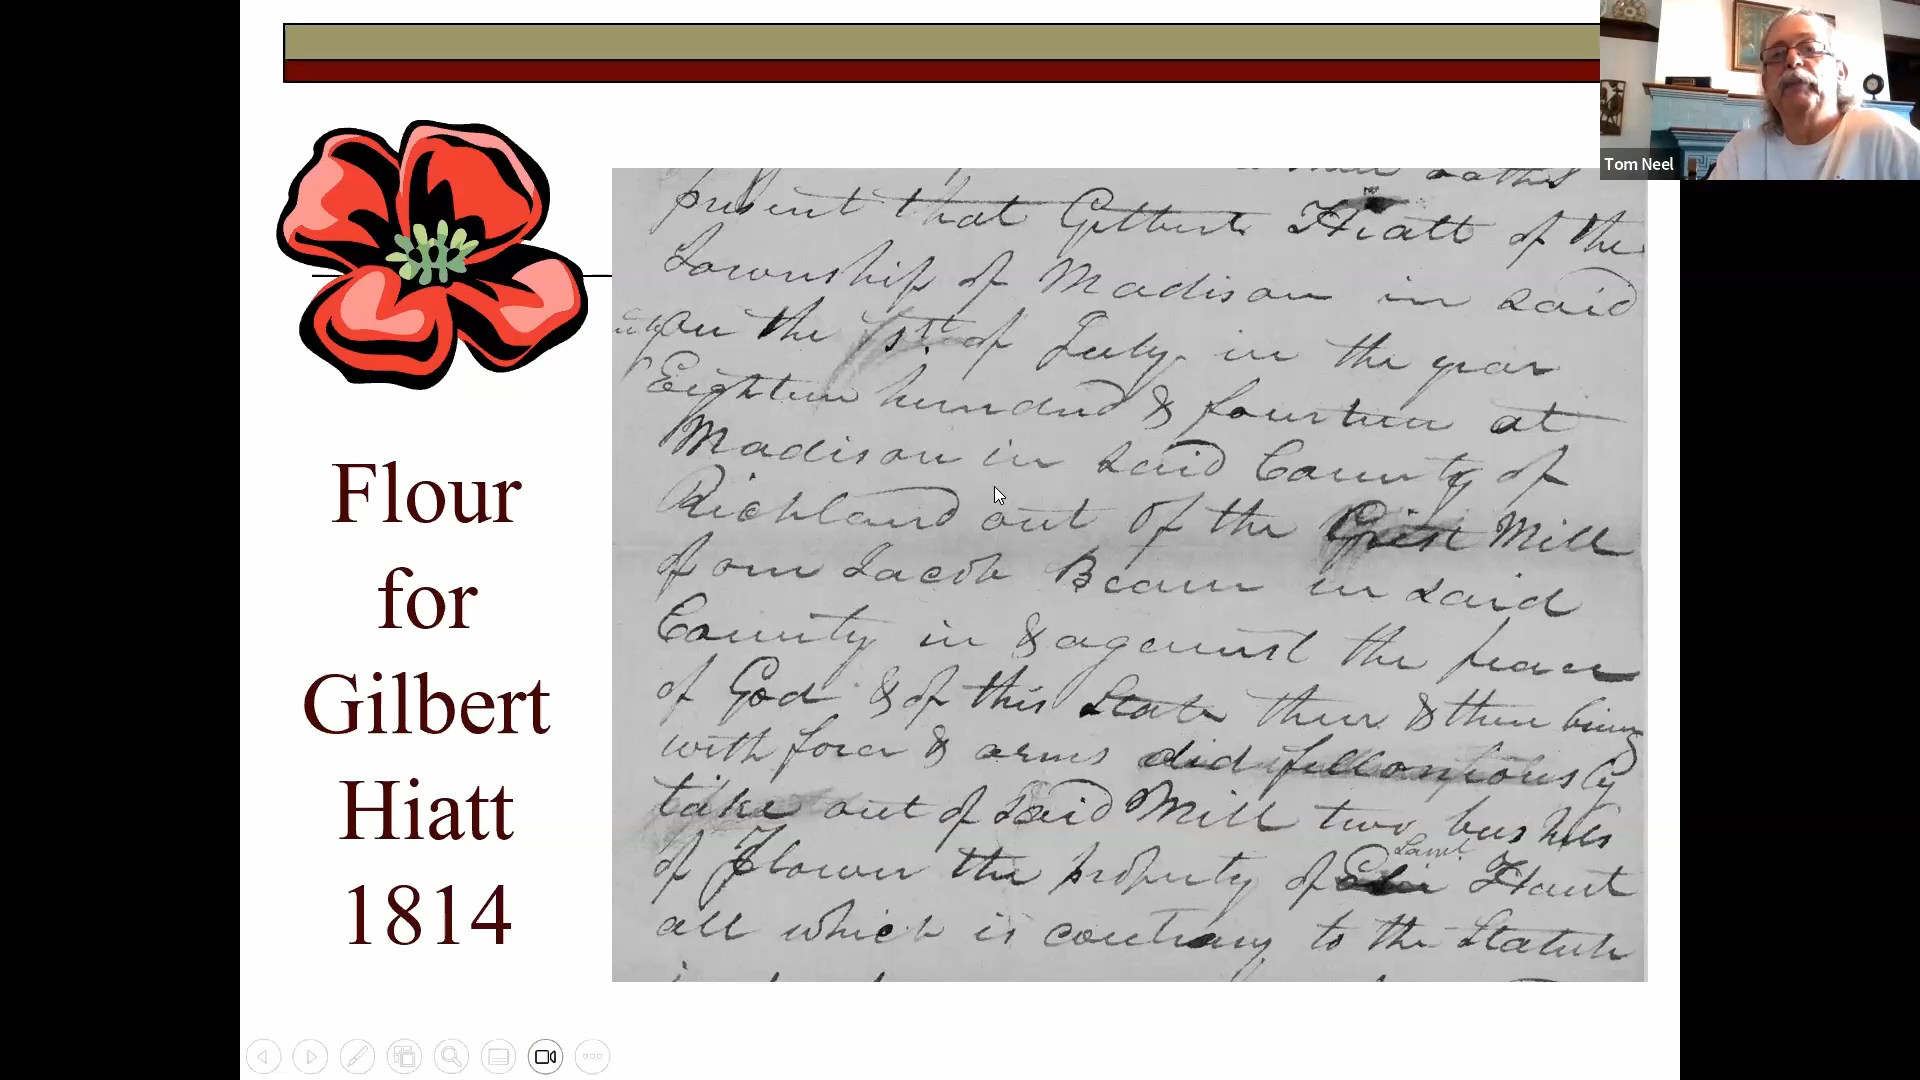 Tom Neel
Flour
for
Gilbert
Hiatt
1814
present that Gilbert Hiatt of the
Township of Madison in said
on the 1st. of July in the year
Eighteen hundred & fourteen at
Madison in said County of
Richland out of the Grist Mill
of one Jacob Beam in said
County in & against the peace
of God & of this State then & there being
with force & arms did felloniously
take out of said Mill two bushels
of Flower the property of Saml. Haut
all which is contrary to the Statute